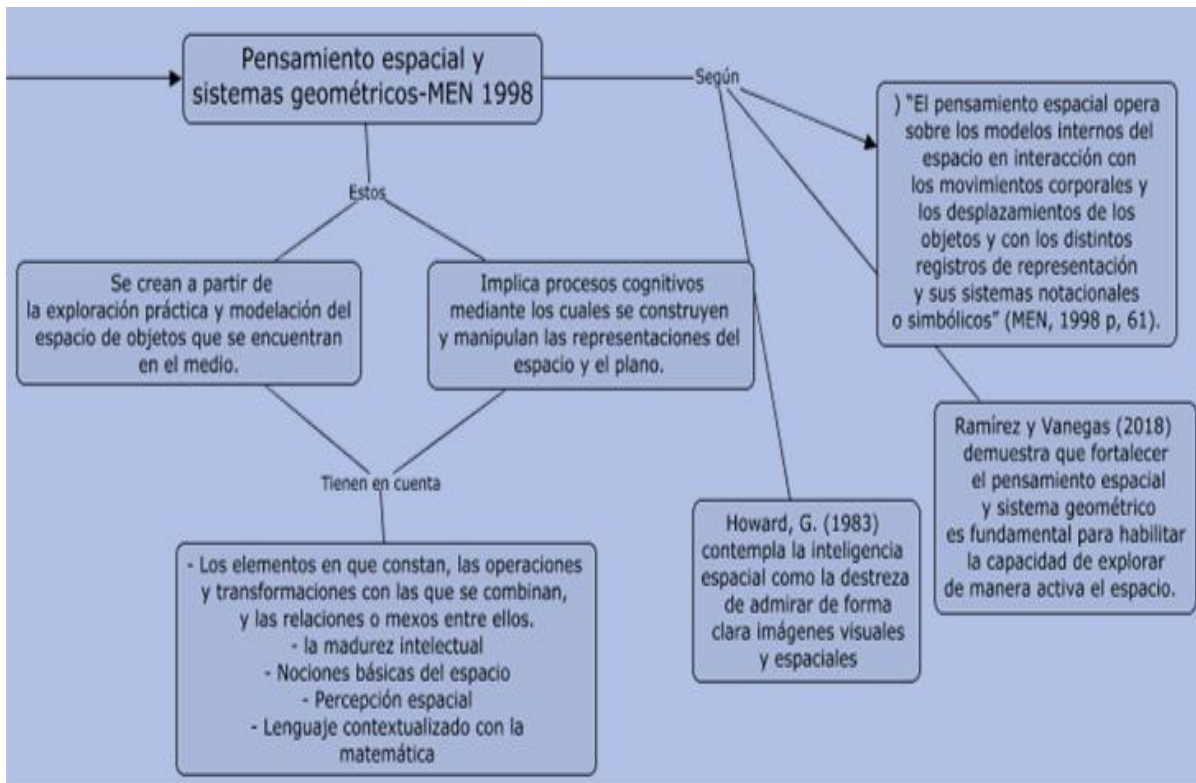 Pensamiento espacial y
sistemas geométricos-MEN 1998
Según
) "El pensamiento espacial opera
sobre los modelos internos del
espacio en interacción con
los movimientos corporales y
los desplazamientos de los
objetos y con los distintos
registros de representación
y sus sistemas notacionales
o simbólicos" (MEN, 1998 p, 61).
Estos
Se crean a partir de
la exploración práctica y modelación del
espacio de objetos que se encuentran
en el medio.
Implica procesos cognitivos
mediante los cuales se construyen
y manipulan las representaciones del
espacio y el plano.
Ramírez y Vanegas (2018)
demuestra que fortalecer
el pensamiento espacial
y sistema geométrico
es fundamental para habilitar
la capacidad de explorar
de manera activa el espacio.
Tienen en cuenta
Howard, G. (1983)
contempla la inteligencia
espacial como la destreza
de admirar de forma
clara imágenes visuales
y espaciales
- Los elementos en que constan, las operaciones
y transformaciones con las que se combinan,
y las relaciones o mexos entre ellos.
- la madurez intelectual
- Nociones básicas del espacio
- Percepción espacial
- Lenguaje contextualizado con la
matemática